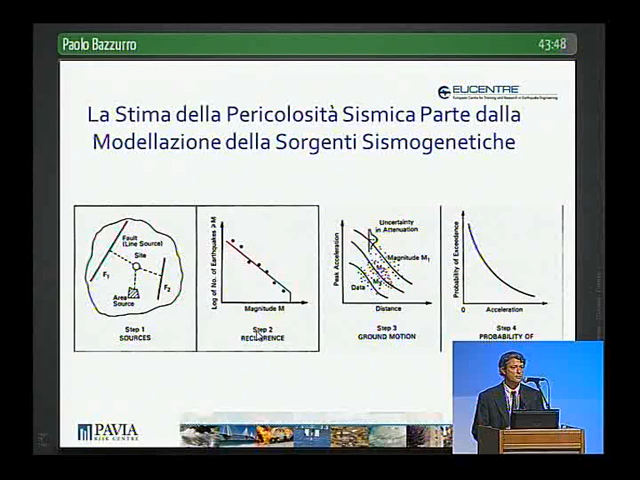 Paolo Bazzurro
43:48
EUCENTRE
La Stima della Pericolosità Sismica Parte dalla
Modellazione della Sorgenti Sismogenetiche
Fault
(Line Source)
Site
F1
F2
Area
Source
Step 1
SOURCES
Log of No. of Earthquakes ≥ M
Magnitude M
Step 2
RECURRENCE
Peak Acceleration
Uncertainty
in Attenuation
Magnitude M1
Data
Distance
Step 3
GROUND MOTION
Probability of Exceedance
0
Acceleration
Step 4
PROBABILITY OF
PAVIA
RISK CENTRE